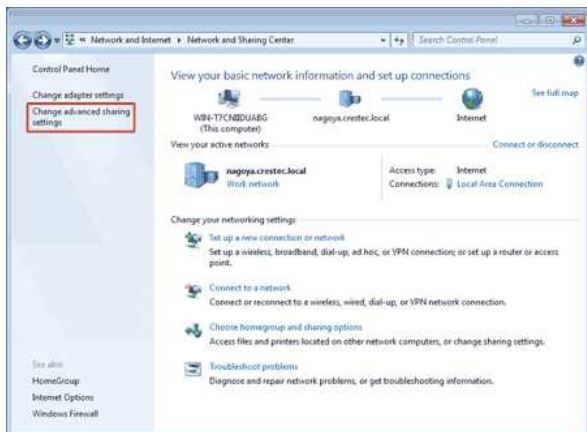 Network and Internet
Network and Sharing Center
Search Control Panel
Control Panel Home
Change adapter settings
Change advanced sharing
settings
See also
HomeGroup
Internet Options
Windows Firewall
View your basic network information and set up connections
See full map
(This computer)
nagoya.crestec.local
Internet
View your active networks
Connect or disconnect
nagoya.crestec.local
Work network
Access type: Internet
Connections: Local Area Connection
Change your networking settings
Set up a new connection or network
Set up a wireless, broadband, dial-up, ad hoc, or VPN connection; or set up a router or access
point.
Connect to a network
Connect or reconnect to a wireless, wired, dial-up, or VPN network connection.
Choose homegroup and sharing options
Access files and printers located on other network computers, or change sharing settings.
Troubleshoot problems
Diagnose and repair network problems, or get troubleshooting information.